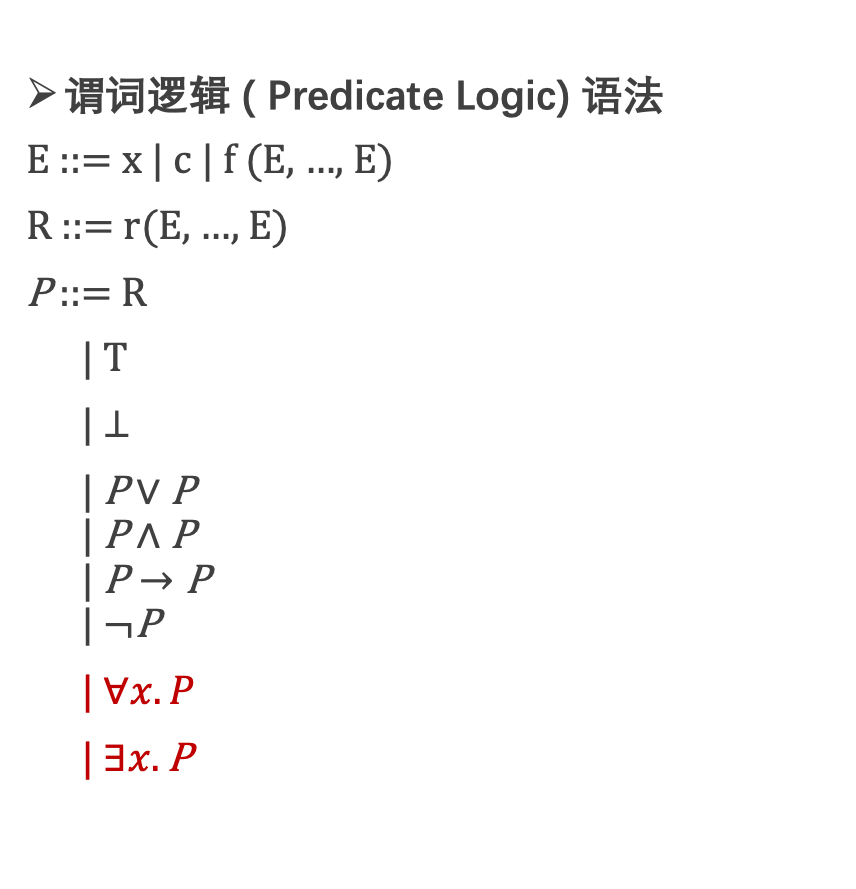 ➢ 谓词逻辑 ( Predicate Logic) 语法
E ::= x | c | f (E, ..., E)
R ::= r(E, ..., E)
P ::= R
| T
| ⊥
| P ∨ P
| P ∧ P
| P → P
| ¬P
| ∀x. P
| ∃x. P